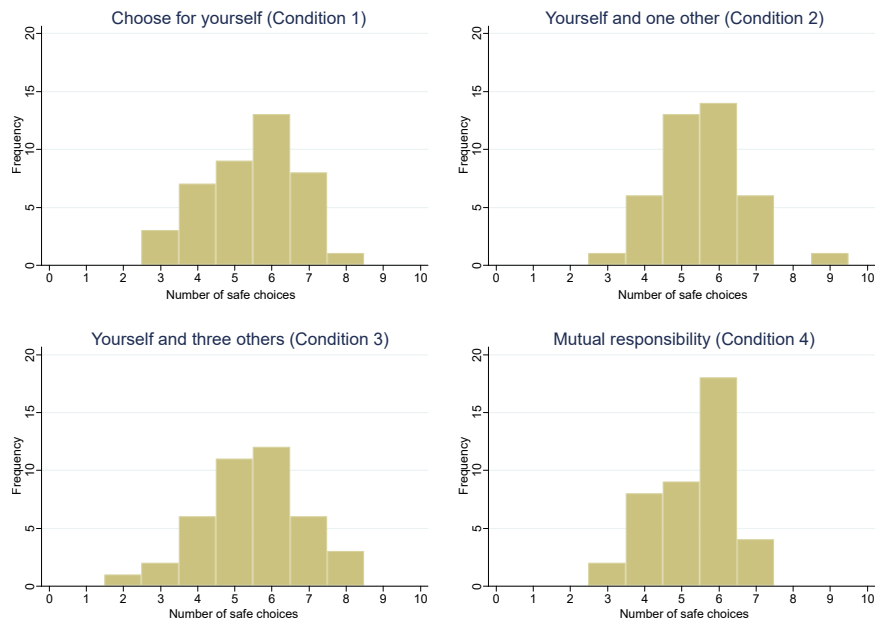 Choose for yourself (Condition 1)
20
15
10
5
0
Frequency
0 1 2 3 4 5 6 7 8 9 10
Number of safe choices
Yourself and one other (Condition 2)
20
15
10
5
0
Frequency
0 1 2 3 4 5 6 7 8 9 10
Number of safe choices
Yourself and three others (Condition 3)
20
15
10
5
0
Frequency
0 1 2 3 4 5 6 7 8 9 10
Number of safe choices
Mutual responsibility (Condition 4)
20
15
10
5
0
Frequency
0 1 2 3 4 5 6 7 8 9 10
Number of safe choices